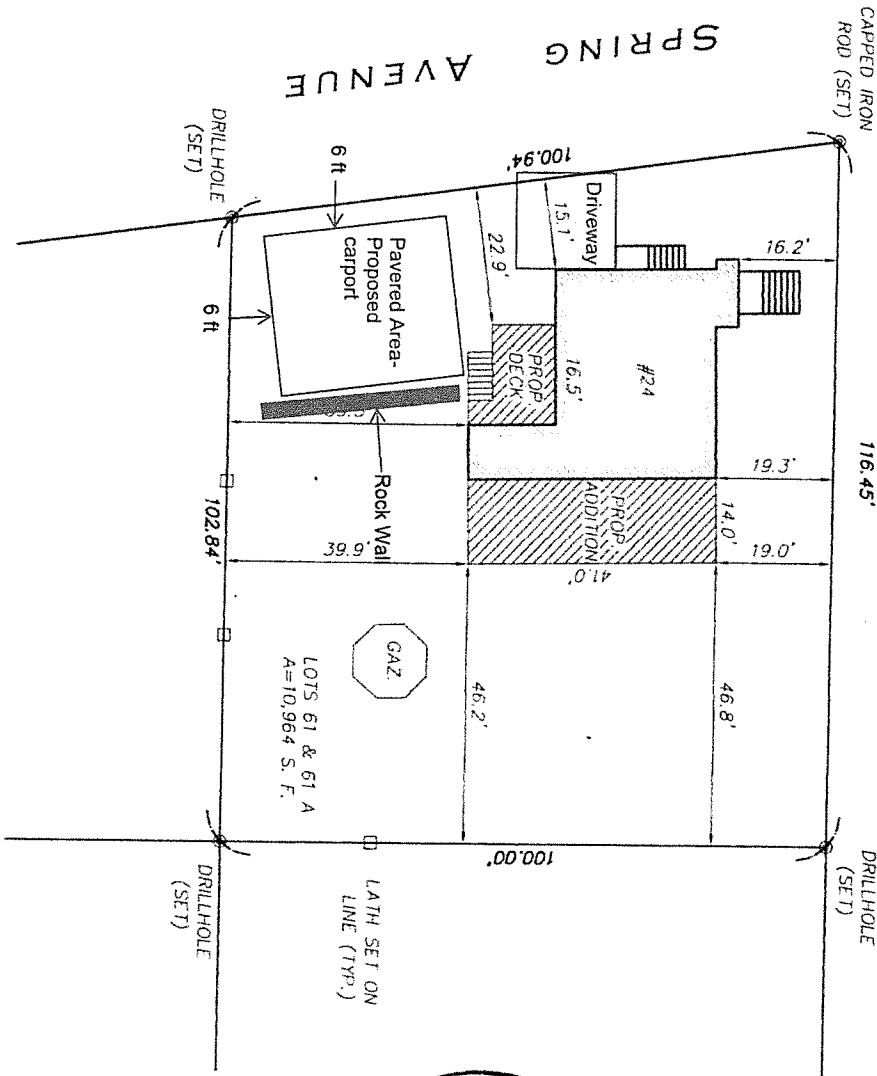 CAPPED IRON
ROD (SET)
SPRING AVENUE
DRILLHOLE
(SET)
100.94'
116.45'
102.84'
100.00'
6 ft
6 ft
Pavered Area-
Proposed
carport
Driveway
15.1'
22.9'
16.2'
PROP
DECK
16.5'
#24
19.3'
PROP.
ADDITION
14.0'
19.0'
41.0'
Rock Wall
39.9'
46.2'
46.8'
GAZ.
LOTS 61 & 61 A
A=10,964 S. F.
DRILLHOLE
(SET)
LATH SET ON
LINE (TYP.)
DRILLHOLE
(SET)